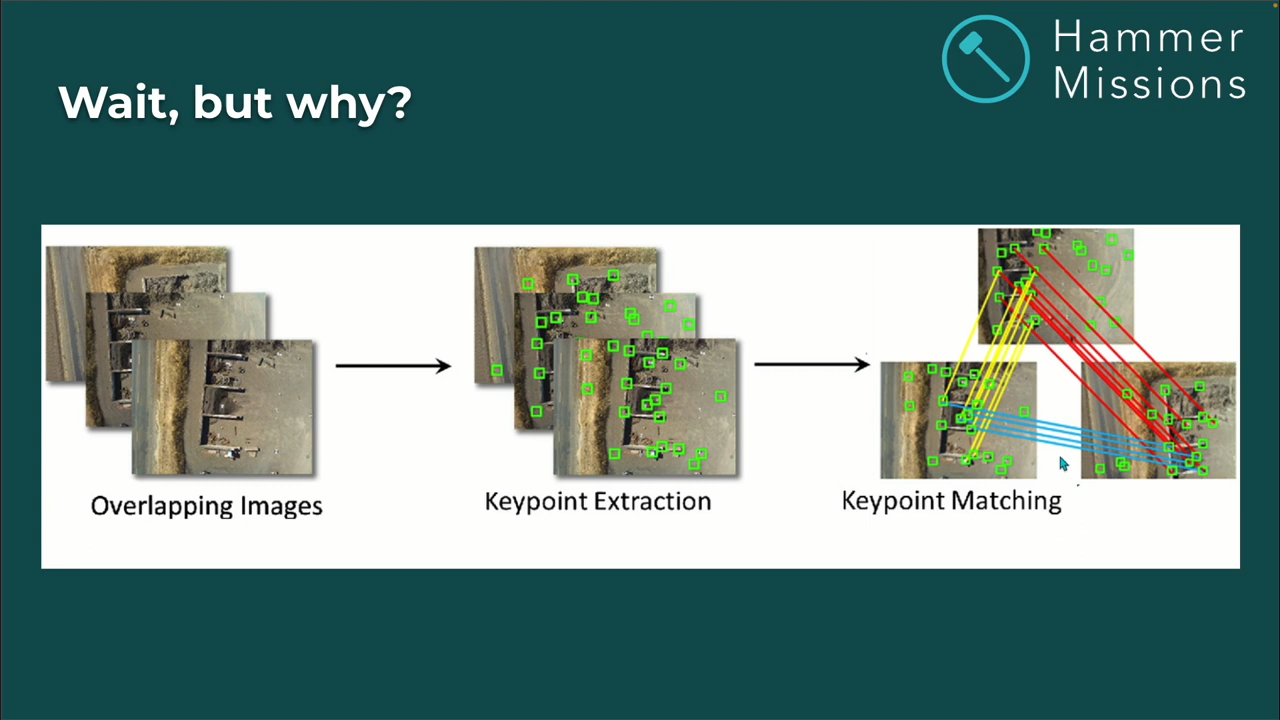 Hammer
Missions
Wait, but why?
Overlapping Images
Keypoint Extraction
Keypoint Matching